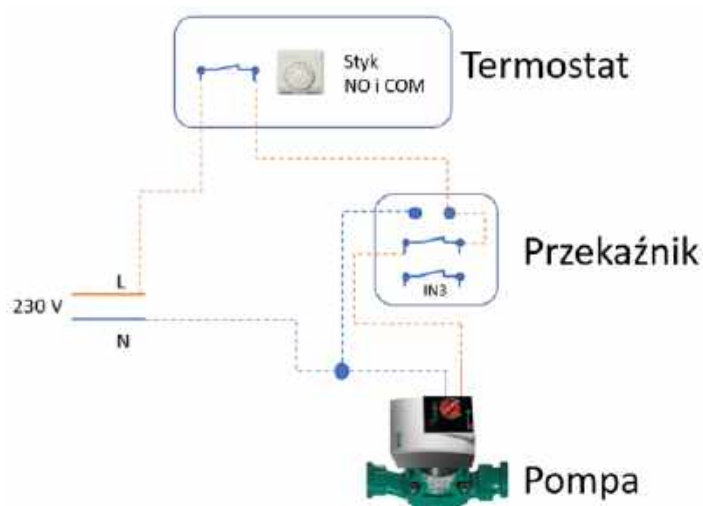 Styk
NO i COM
Termostat
Przekaźnik
IN3
L
230 V
N
Pompa